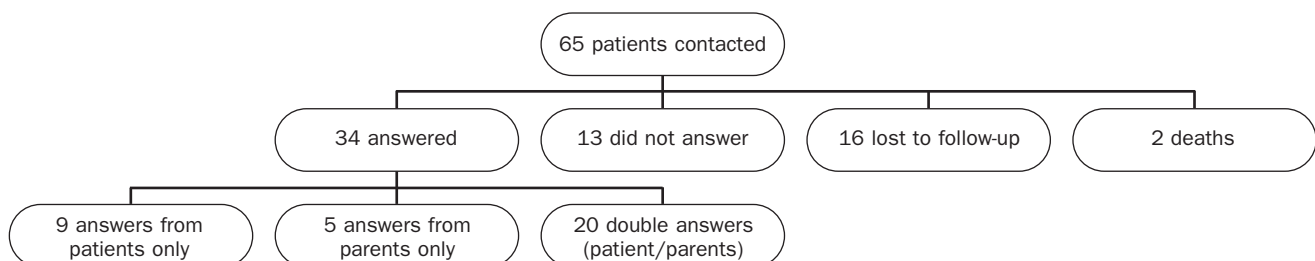 65 patients contacted
34 answered
13 did not answer
16 lost to follow-up
2 deaths
9 answers from
patients only
5 answers from
parents only
20 double answers
(patient/parents)